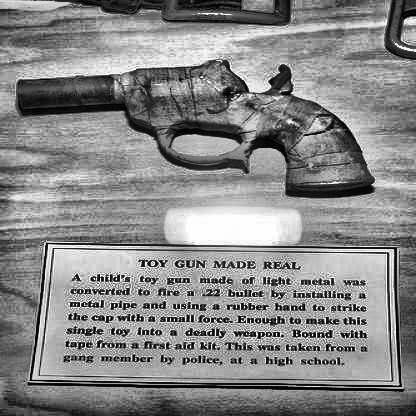 TOY GUN MADE REAL
A child's toy gun made of light metal was
converted to fire a .22 bullet by installing a
metal pipe and using a rubber hand to strike
the cap with a small force. Enough to make this
single toy into a deadly weapon. Bound with
tape from a first aid kit. This was taken from a
gang member by police, at a high school.